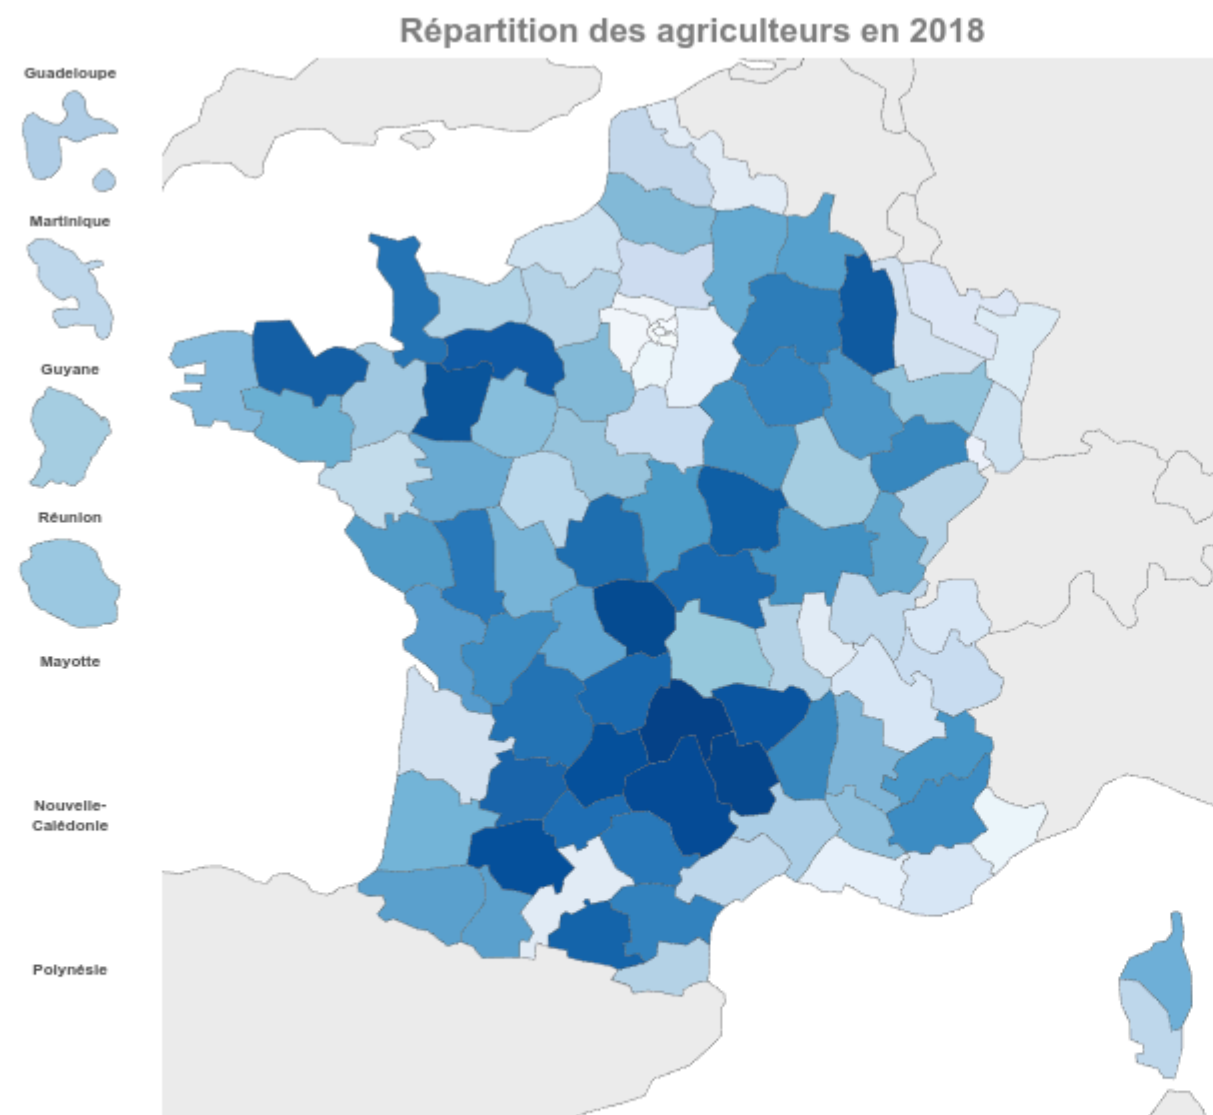 Répartition des agriculteurs en 2018
Guadeloupe
Martinique
Guyane
Réunion
Mayotte
Nouvelle-
Calédonie
Polynésie